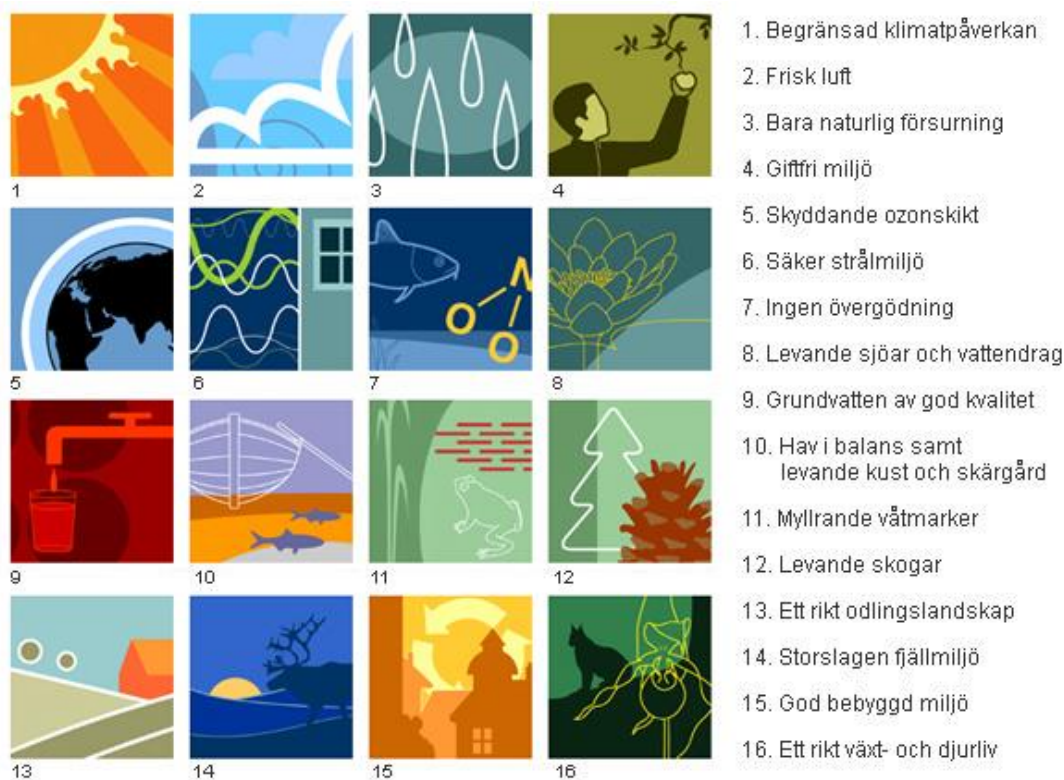 1
2
3
4
5
6
7
N
O
O
8
9
10
11
12
13
14
15
16
1. Begränsad klimatpåverkan
2. Frisk luft
3. Bara naturlig försurning
4. Giftfri miljö
5. Skyddande ozonskikt
6. Säker strålmiljö
7. Ingen övergödning
8. Levande sjöar och vattendrag
9. Grundvatten av god kvalitet
10. Hav i balans samt
levande kust och skärgård
11. Myllrande våtmarker
12. Levande skogar
13. Ett rikt odlingslandskap
14. Storslagen fjällmiljö
15. God bebyggd miljö
16. Ett rikt växt- och djurliv